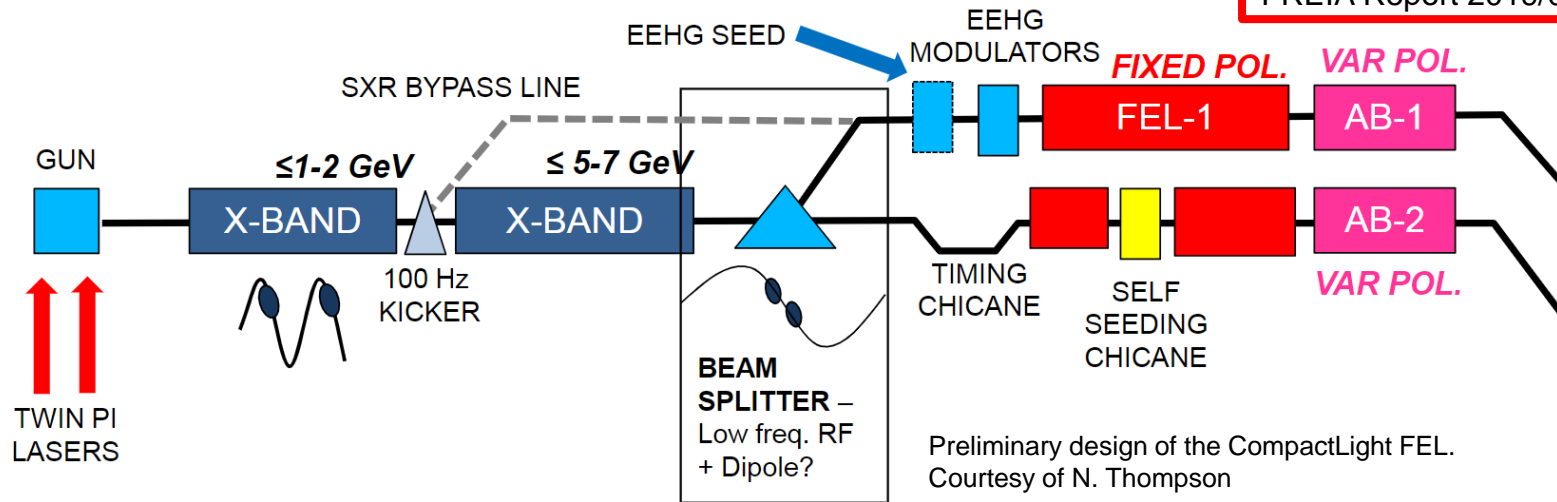 EEHG SEED
EEHG
MODULATORS
FIXED POL.
VAR POL.
SXR BYPASS LINE
FEL-1
AB-1
GUN
≤1-2 GeV
≤ 5-7 GeV
X-BAND
X-BAND
AB-2
100 Hz
KICKER
TIMING
CHICANE
SELF
SEEDING
CHICANE
VAR POL.
TWIN PI
LASERS
BEAM
SPLITTER –
Low freq. RF
+ Dipole?
Preliminary design of the CompactLight FEL.
Courtesy of N. Thompson